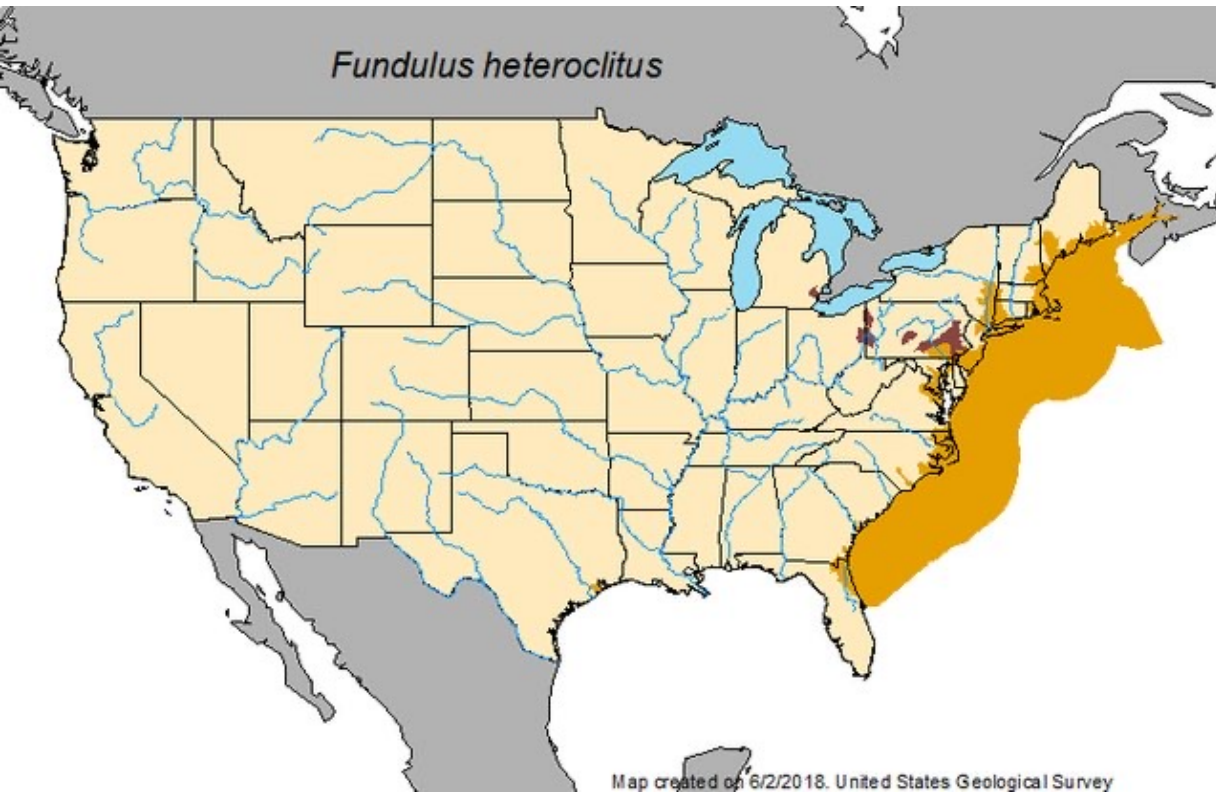 Fundulus heteroclitus
Map created on 6/2/2018. United States Geological Survey